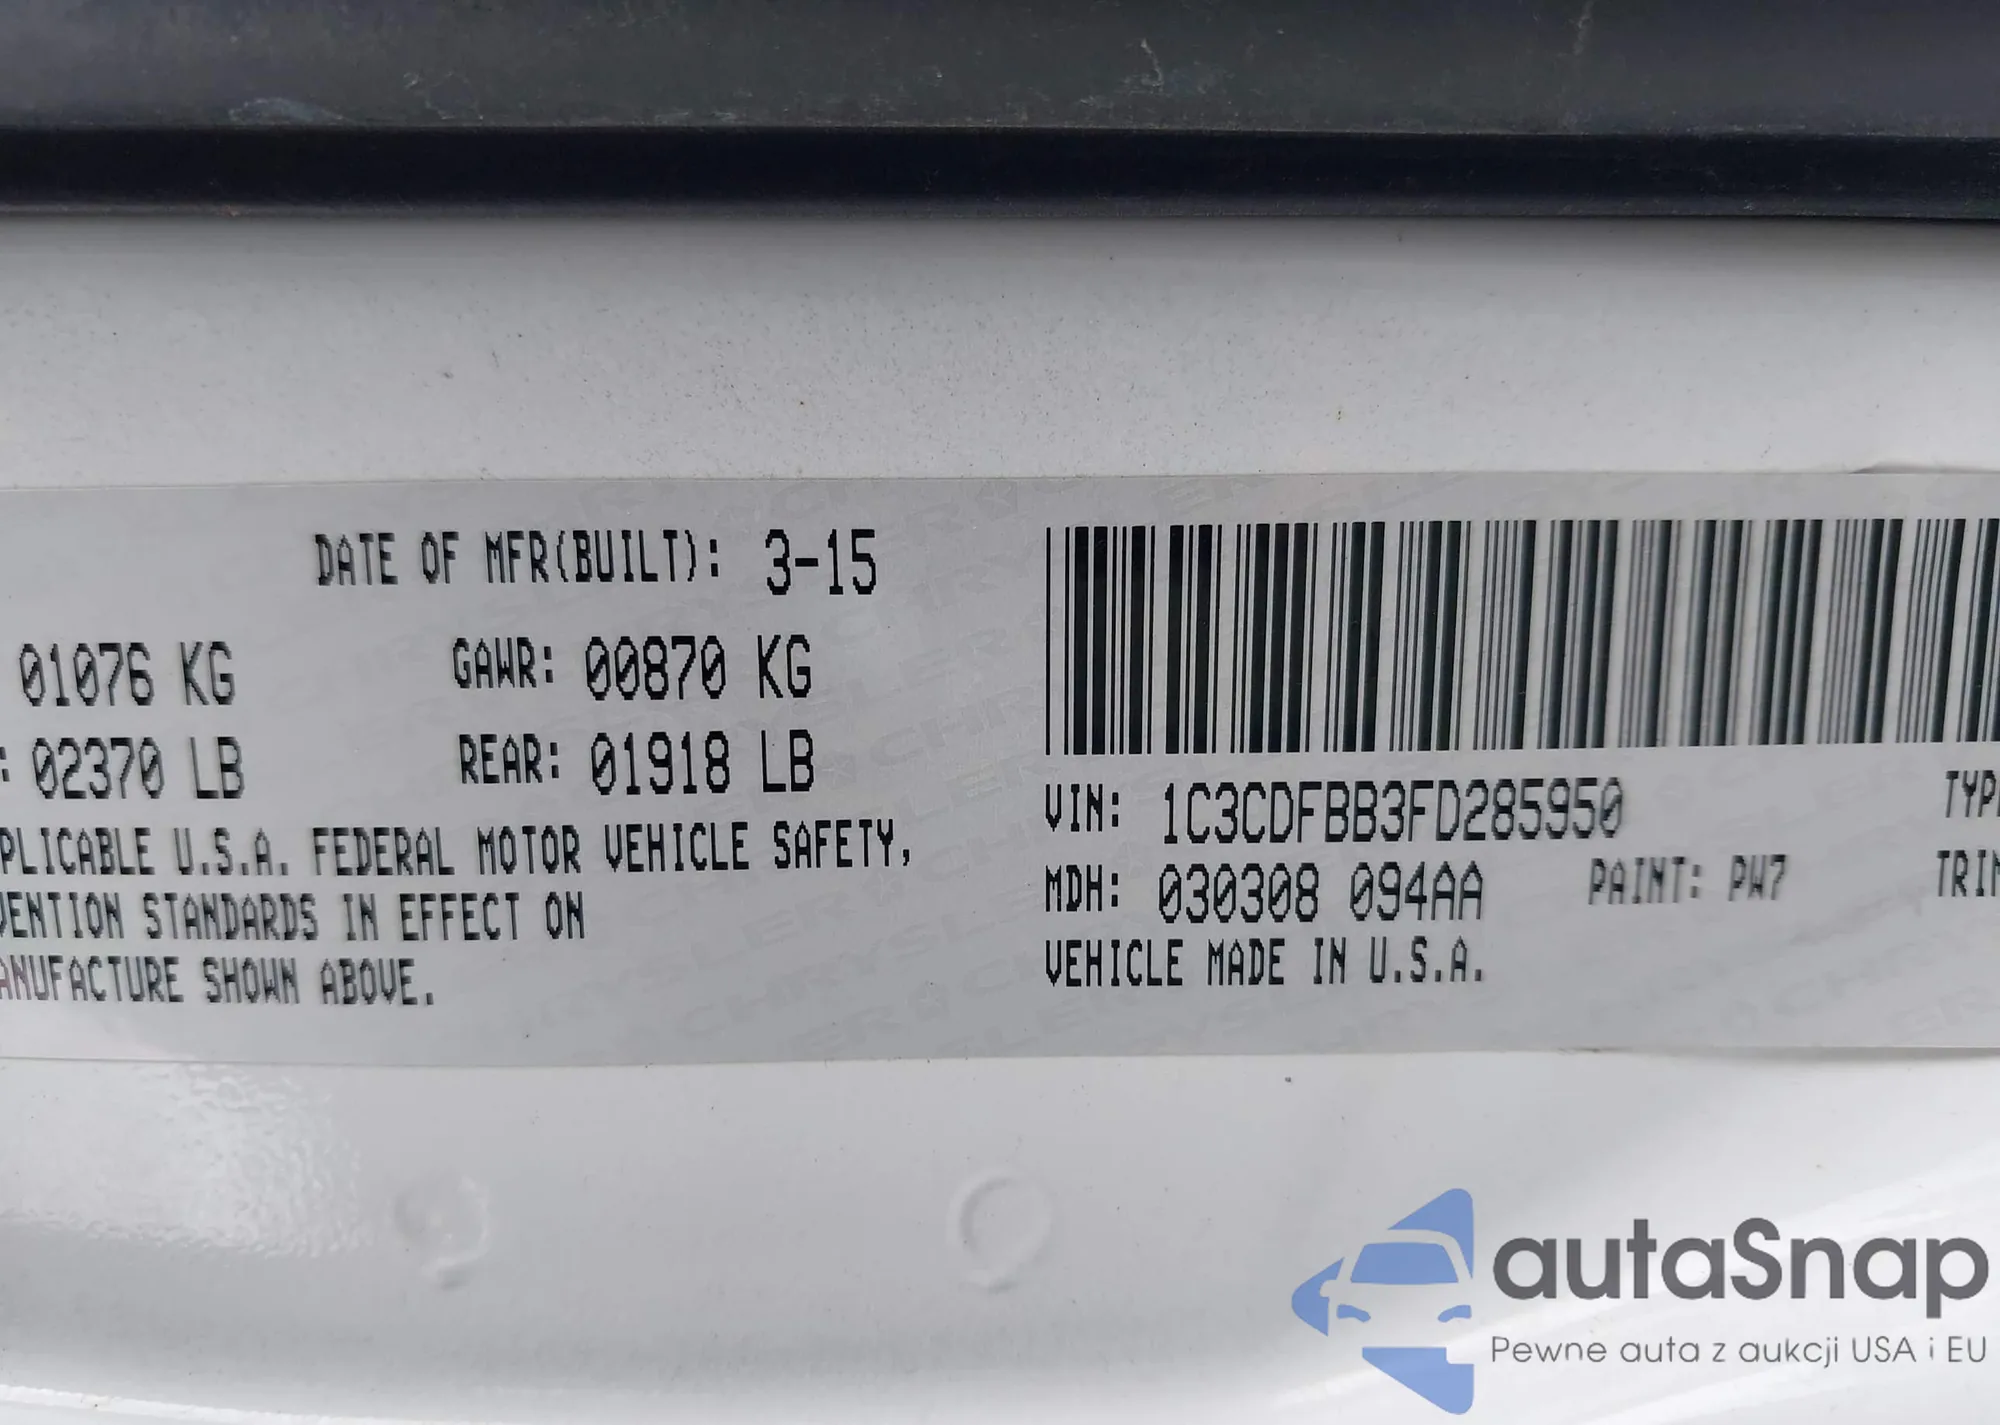 DATE OF MFR(BUILT): 3-15
01076 KG GAWR: 00870 KG
: 02370 LB REAR: 01918 LB
PLICABLE U.S.A. FEDERAL MOTOR VEHICLE SAFETY,
VENTION STANDARDS IN EFFECT ON
ANUFACTURE SHOWN ABOVE.
VIN: 1C3CDFBB3FD285950 TYP
MDH: 030308 094AA PAINT: PW7 TRIM
VEHICLE MADE IN U.S.A.
autaSnap
Pewne auta z aukcji USA i EU